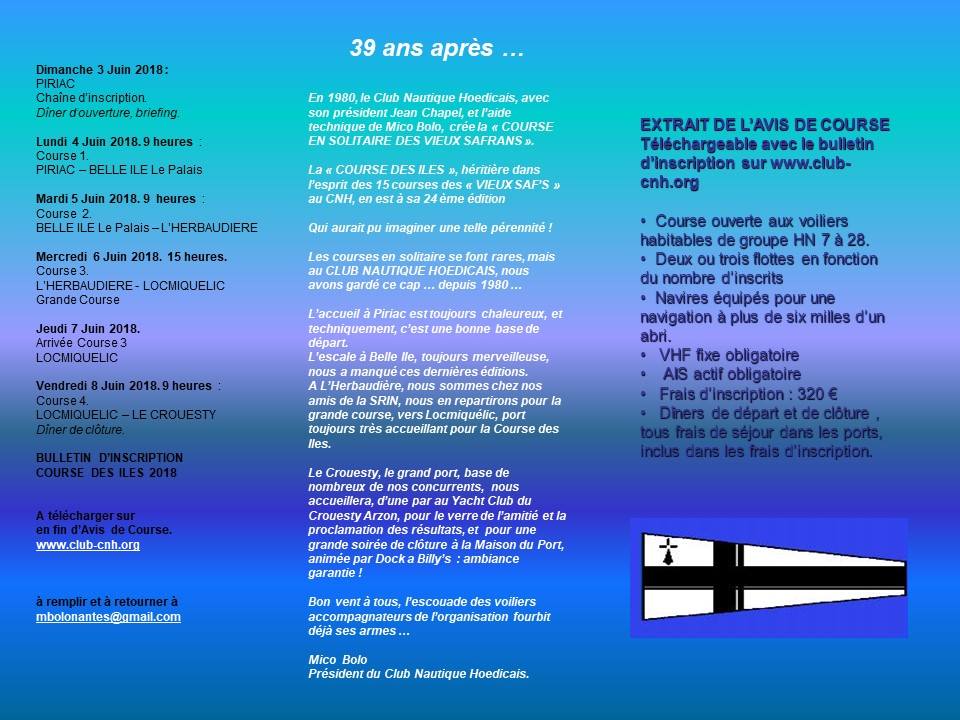 Dimanche 3 Juin 2018 :
PIRIAC
Chaîne d’inscription.
Dîner d’ouverture, briefing.
Lundi 4 Juin 2018. 9 heures :
Course 1.
PIRIAC – BELLE ILE Le Palais
Mardi 5 Juin 2018. 9 heures :
Course 2.
BELLE ILE Le Palais – L’HERBAUDIERE
Mercredi 6 Juin 2018. 15 heures.
Course 3.
L’HERBAUDIERE - LOCMIQUELIC
Grande Course
Jeudi 7 Juin 2018.
Arrivée Course 3
LOCMIQUELIC
Vendredi 8 Juin 2018. 9 heures :
Course 4.
LOCMIQUELIC – LE CROUESTY
Dîner de clôture.
BULLETIN D’INSCRIPTION
COURSE DES ILES 2018
A télécharger sur
en fin d’Avis de Course.
www.club-cnh.org
à remplir et à retourner à
mbolonantes@gmail.com
39 ans après …
En 1980, le Club Nautique Hoedicais, avec
son président Jean Chapel, et l’aide
technique de Mico Bolo, crée la « COURSE
EN SOLITAIRE DES VIEUX SAFRANS ».
La « COURSE DES ILES », héritière dans
l’esprit des 15 courses des « VIEUX SAF’S »
au CNH, en est à sa 24 ème édition
Qui aurait pu imaginer une telle pérennité !
Les courses en solitaire se font rares, mais
au CLUB NAUTIQUE HOEDICAIS, nous
avons gardé ce cap … depuis 1980 …
L’accueil à Piriac est toujours chaleureux, et
techniquement, c’est une bonne base de
départ.
L’escale à Belle Ile, toujours merveilleuse,
nous a manqué ces dernières éditions.
A L’Herbaudière, nous sommes chez nos
amis de la SRIN, nous en repartirons pour la
grande course, vers Locmiquélic, port
toujours très accueillant pour la Course des
Iles.
Le Crouesty, le grand port, base de
nombreux de nos concurrents, nous
accueillera, d’une par au Yacht Club du
Crouesty Arzon, pour le verre de l’amitié et la
proclamation des résultats, et pour une
grande soirée de clôture à la Maison du Port,
animée par Dock a Billy’s : ambiance
garantie !
Bon vent à tous, l’escouade des voiliers
accompagnateurs de l’organisation fourbit
déjà ses armes …
Mico Bolo
Président du Club Nautique Hoedicais.
EXTRAIT DE L’AVIS DE COURSE
Téléchargeable avec le bulletin
d’inscription sur www.club-
cnh.org
• Course ouverte aux voiliers
habitables de groupe HN 7 à 28.
• Deux ou trois flottes en fonction
du nombre d’inscrits
• Navires équipés pour une
navigation à plus de six milles d’un
abri.
• VHF fixe obligatoire
• AIS actif obligatoire
• Frais d’inscription : 320 €
• Dîners de départ et de clôture ,
tous frais de séjour dans les ports,
inclus dans les frais d’inscription.